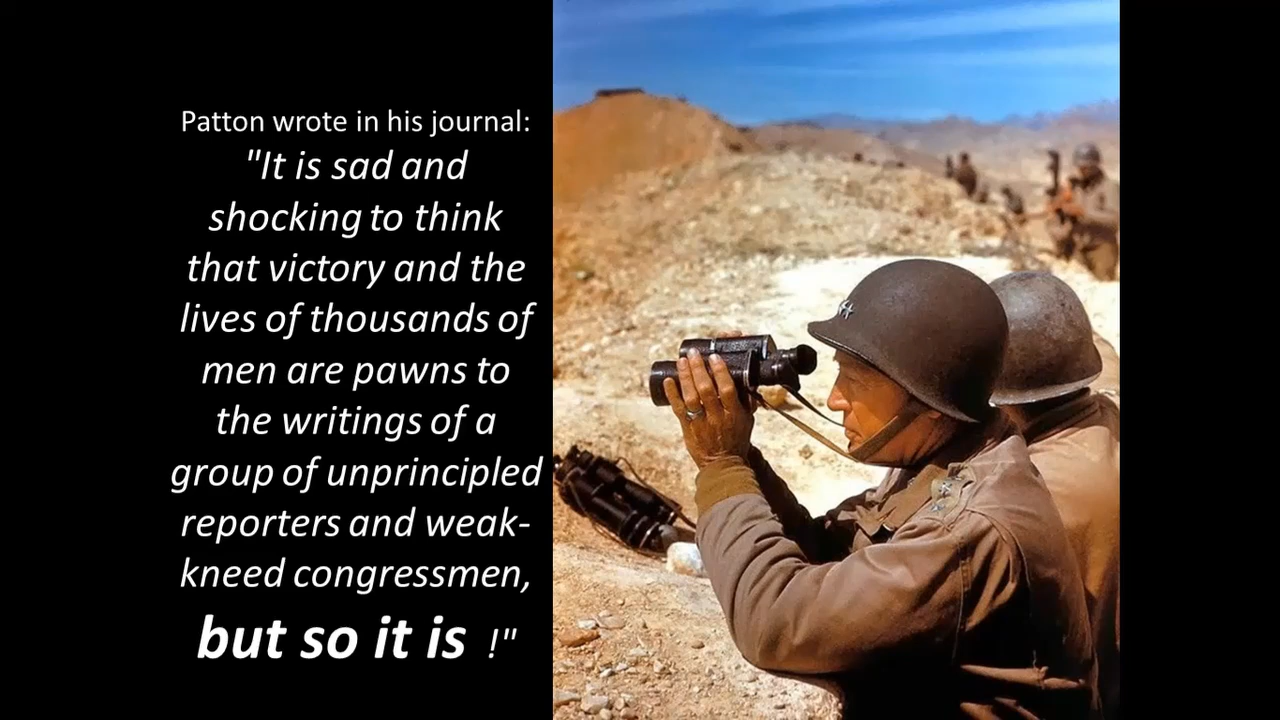 Patton wrote in his journal:
"It is sad and
shocking to think
that victory and the
lives of thousands of
men are pawns to
the writings of a
group of unprincipled
reporters and weak-
kneed congressmen,
but so it is !"